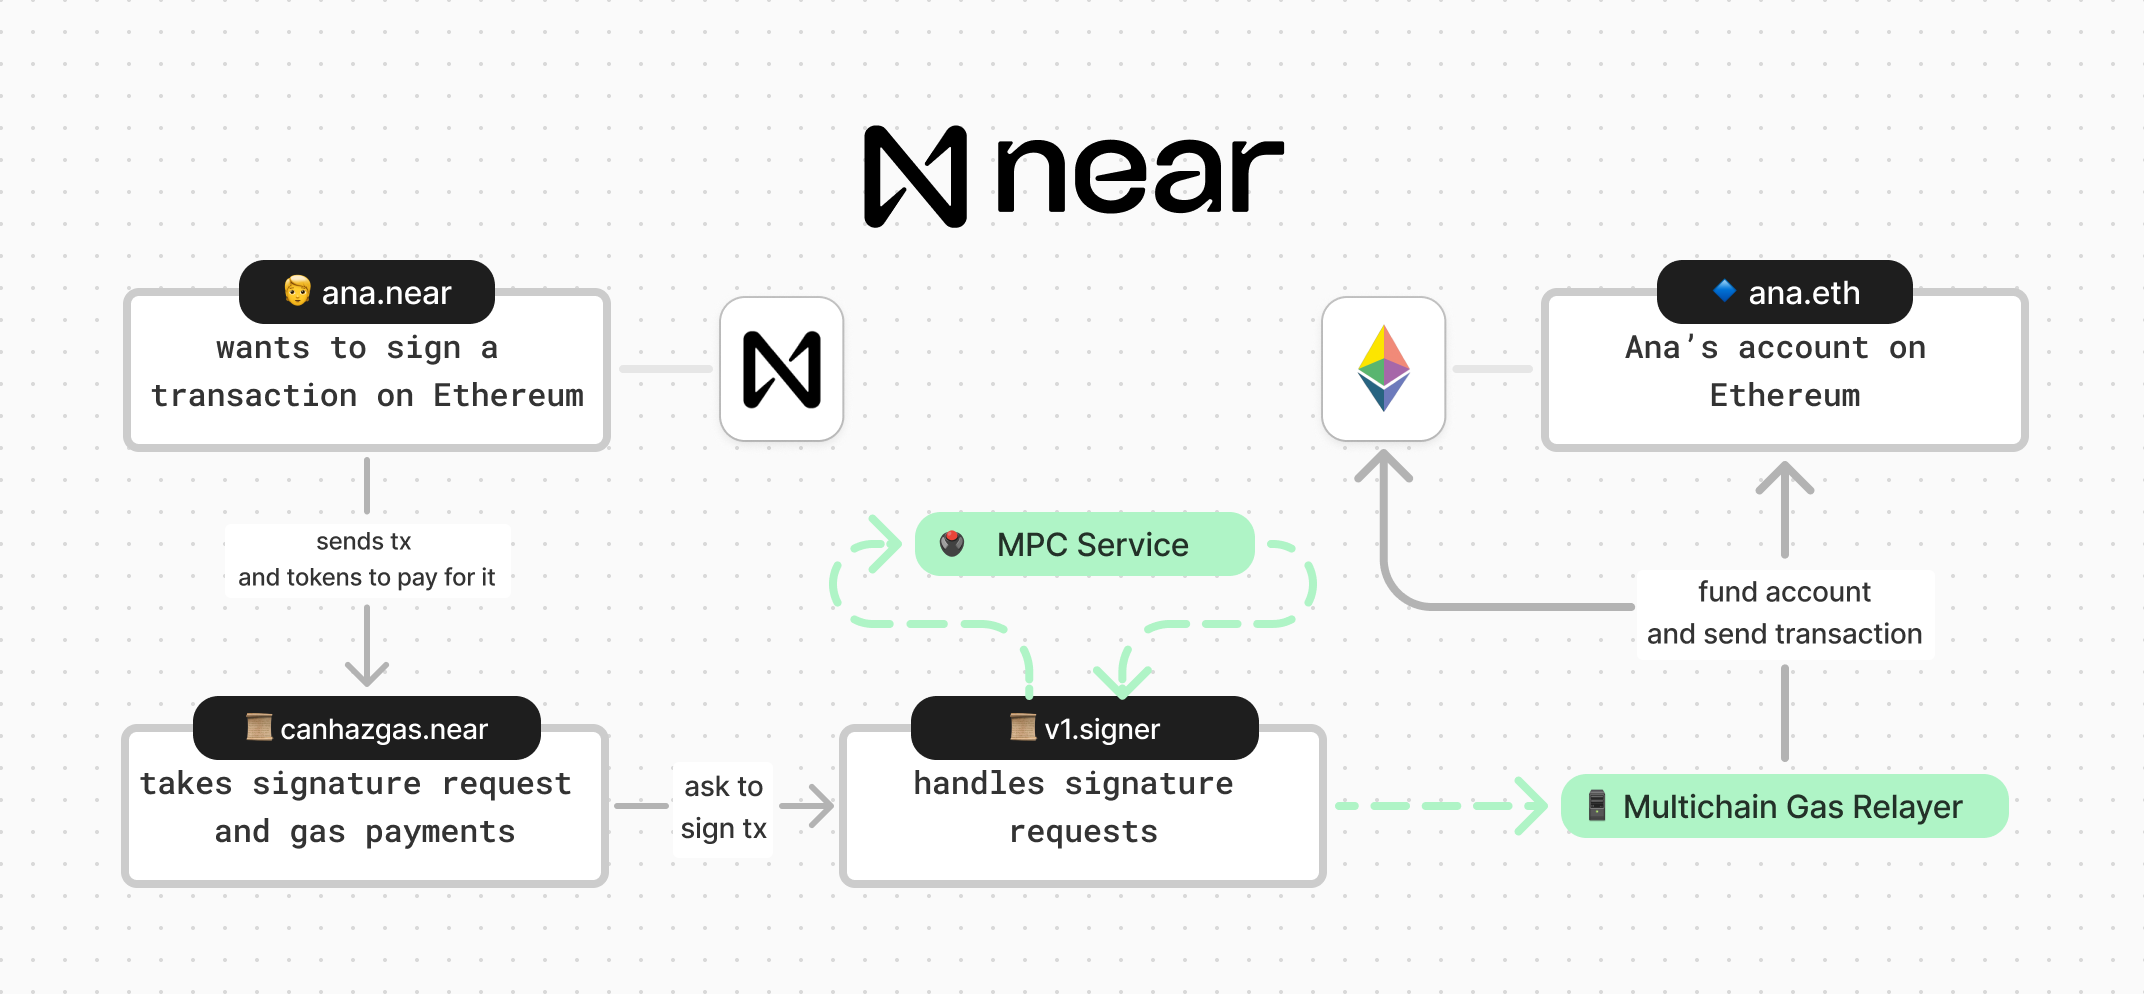 near
ana.near
wants to sign a
transaction on Ethereum
ana.eth
Ana’s account on
Ethereum
sends tx
and tokens to pay for it
MPC Service
fund account
and send transaction
canhazgas.near
takes signature request
and gas payments
ask to
sign tx
v1.signer
handles signature
requests
Multichain Gas Relayer